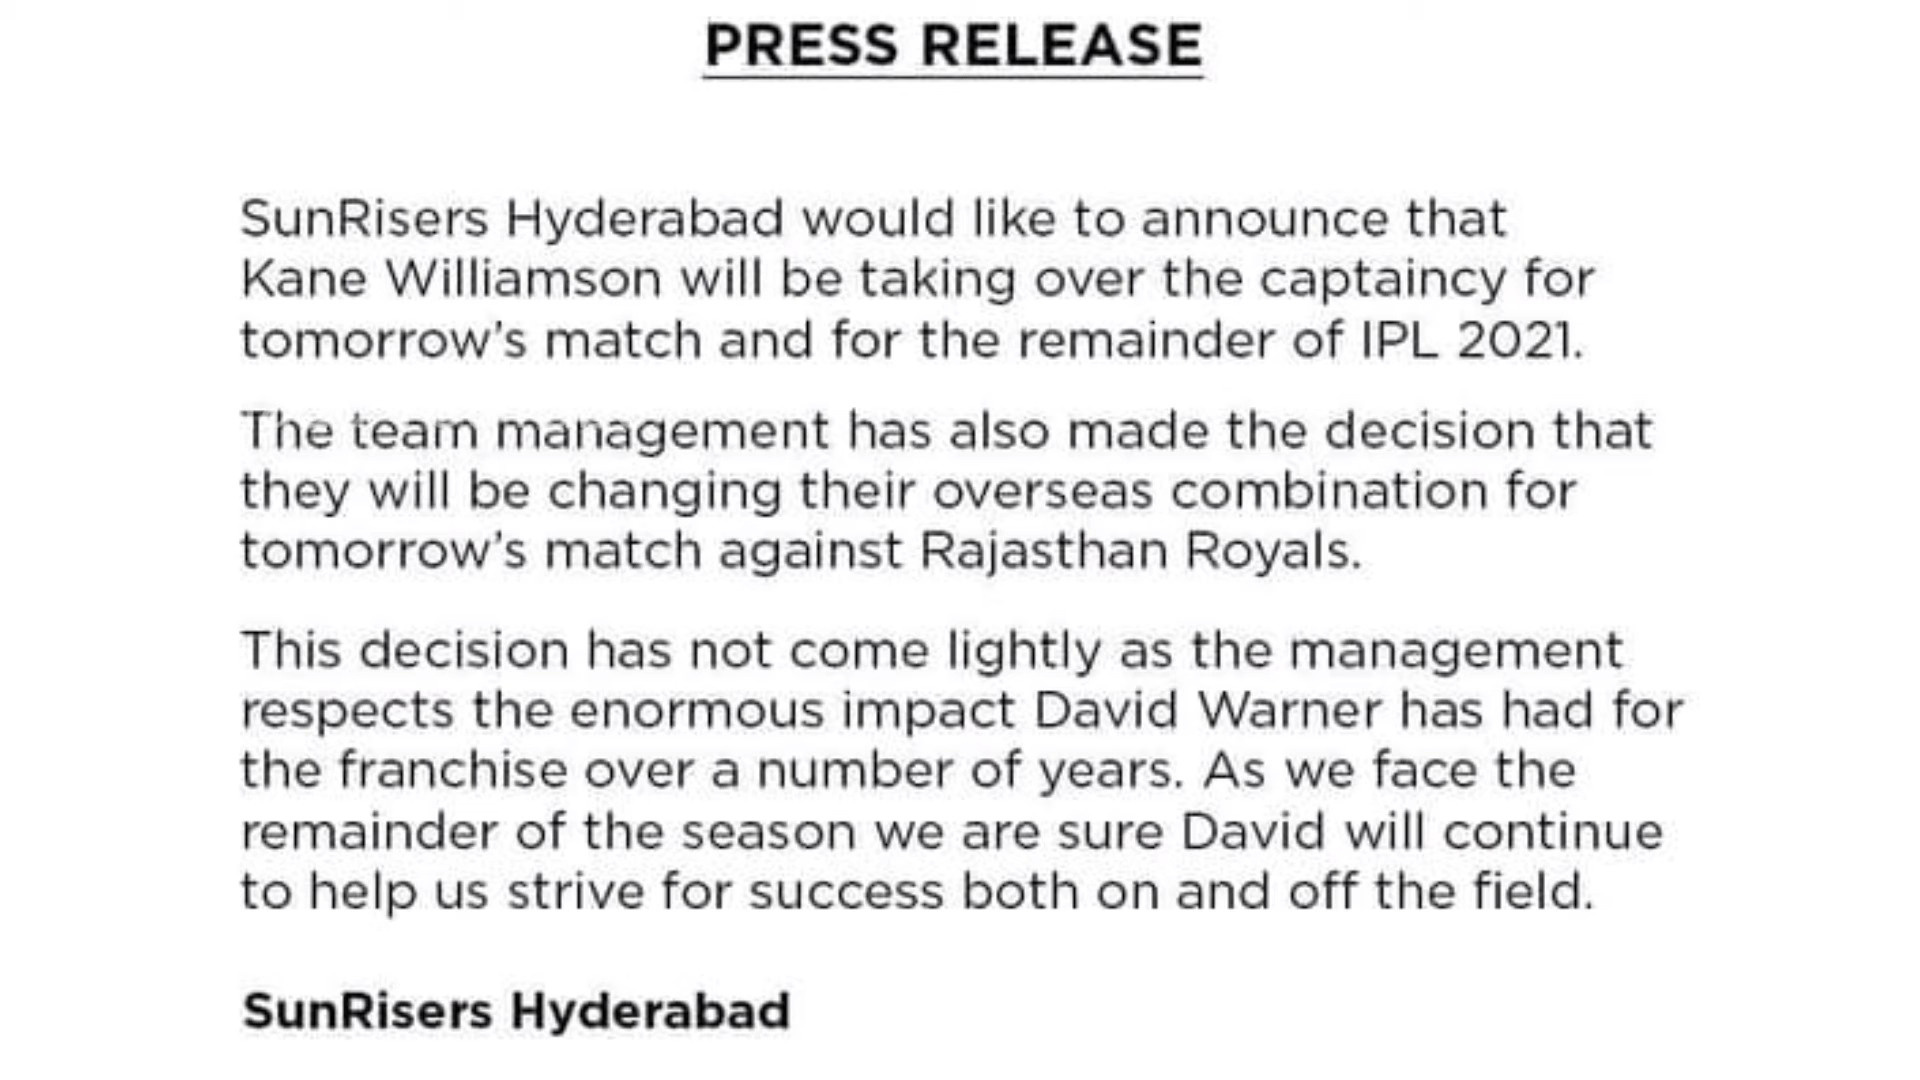 PRESS RELEASE
SunRisers Hyderabad would like to announce that
Kane Williamson will be taking over the captaincy for
tomorrow's match and for the remainder of IPL 2021.
The team management has also made the decision that
they will be changing their overseas combination for
tomorrow's match against Rajasthan Royals.
This decision has not come lightly as the management
respects the enormous impact David Warner has had for
the franchise over a number of years. As we face the
remainder of the season we are sure David will continue
to help us strive for success both on and off the field.
SunRisers Hyderabad